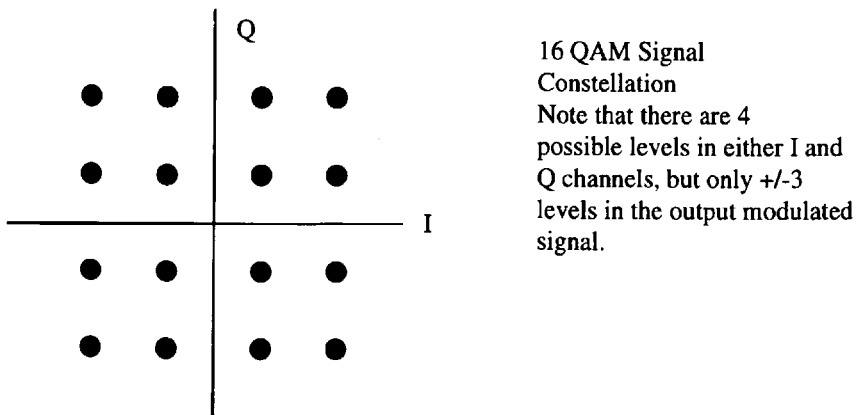 Q
I
16 QAM Signal
Constellation
Note that there are 4
possible levels in either I and
Q channels, but only +/-3
levels in the output modulated
signal.